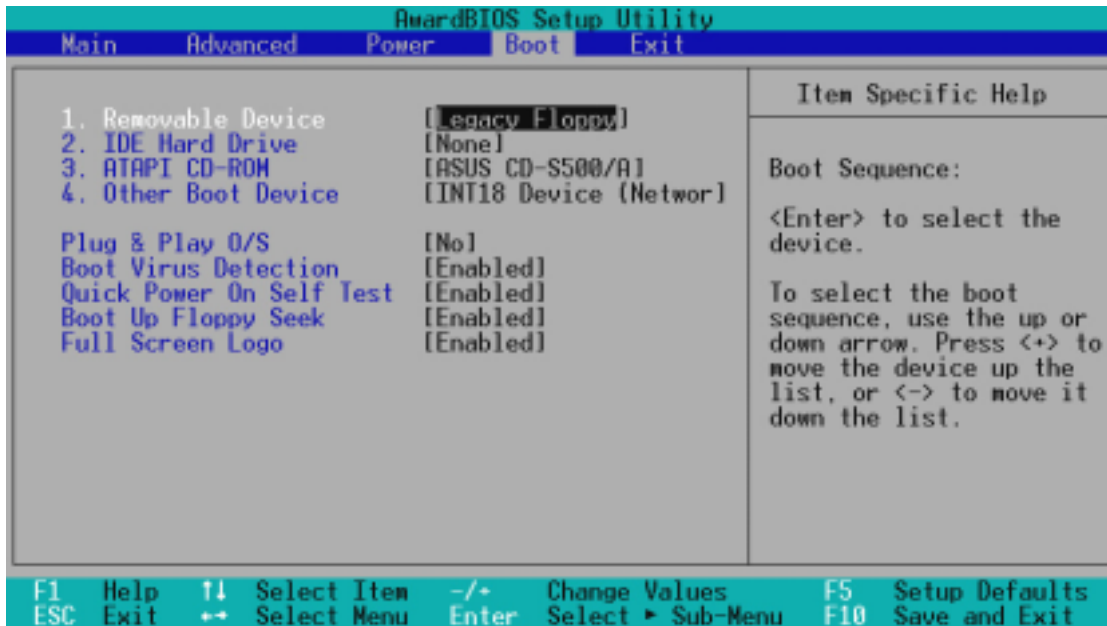 AwardBIOS Setup Utility
Main Advanced Power Boot Exit
1. Removable Device [Legacy Floppy]
2. IDE Hard Drive [None]
3. ATAPI CD-ROM [ASUS CD-S500/A]
4. Other Boot Device [INT18 Device (Networ]
Plug & Play O/S [No]
Boot Virus Detection [Enabled]
Quick Power On Self Test [Enabled]
Boot Up Floppy Seek [Enabled]
Full Screen Logo [Enabled]
Item Specific Help
Boot Sequence:
<Enter> to select the
device.
To select the boot
sequence, use the up or
down arrow. Press <+> to
move the device up the
list, or <-> to move it
down the list.
F1 Help ↑↓ Select Item -/+ Change Values F5 Setup Defaults
ESC Exit ←→ Select Menu Enter Select ► Sub-Menu F10 Save and Exit